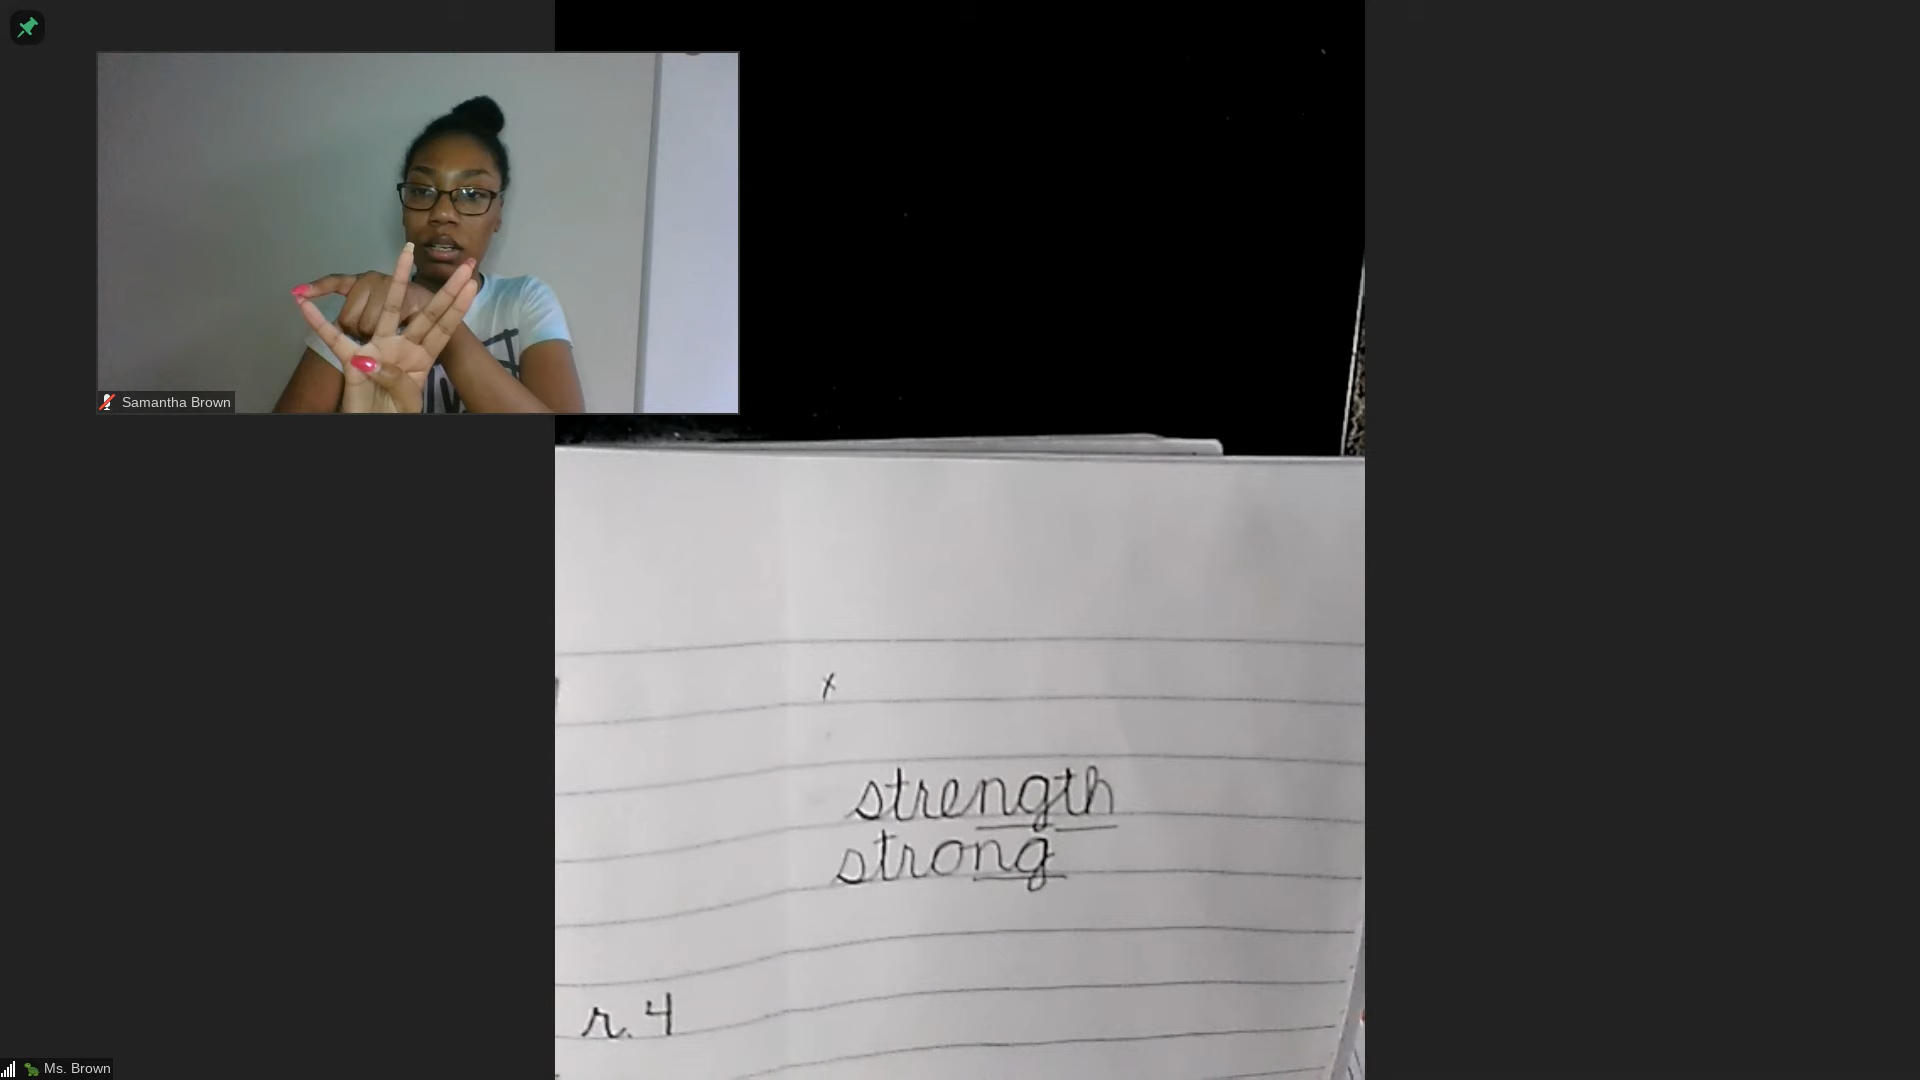 Samantha Brown
x
strength
strong
r. 4
Ms. Brown